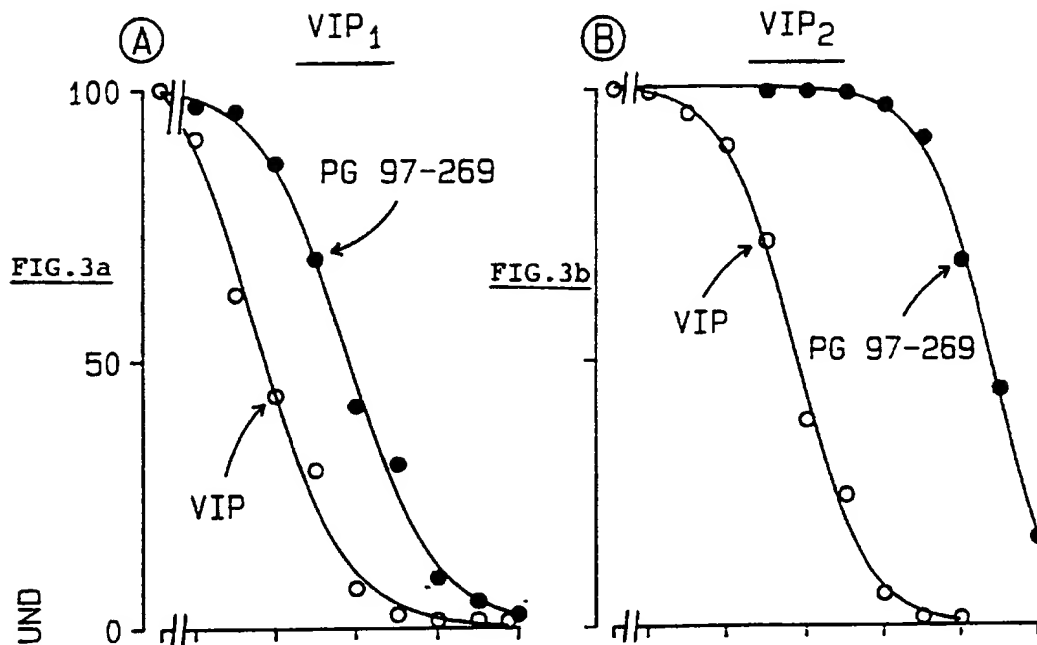 A
VIP1
100
50
0
PG 97-269
VIP
FIG.3a
UND
B
VIP2
FIG.3b
VIP
PG 97-269